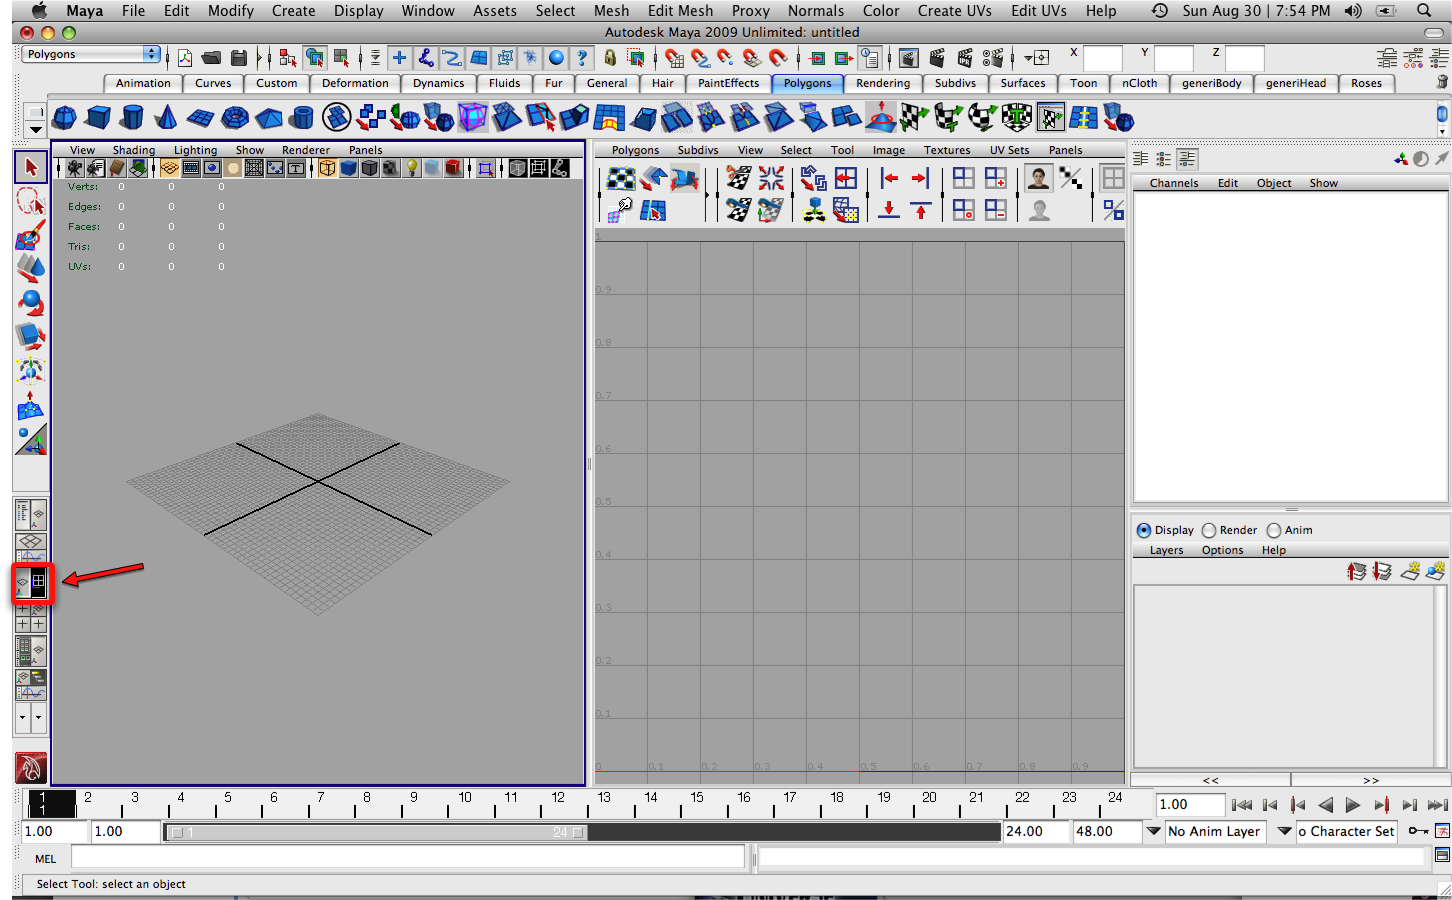 Maya File Edit Modify Create Display Window Assets Select Mesh Edit Mesh Proxy Normals Color Create UVs Edit UVs Help Sun Aug 30 | 7:54 PM
Autodesk Maya 2009 Unlimited: untitled
Polygons X Y Z
Animation Curves Custom Deformation Dynamics Fluids Fur General Hair PaintEffects Polygons Rendering Subdivs Surfaces Toon nCloth generiBody generiHead Roses
View Shading Lighting Show Renderer Panels
Polygons Subdivs View Select Tool Image Textures UV Sets Panels
Channels Edit Object Show
Verts: 0 0 0
Edges: 0 0 0
Faces: 0 0 0
Tris: 0 0 0
UVs: 0 0 0
1
0.9
0.8
0.7
0.6
0.5
0.4
0.3
0.2
0.1
0 0.1 0.2 0.3 0.4 0.5 0.6 0.7 0.8 0.9
Display Render Anim
Layers Options Help
<< >>
1 2 3 4 5 6 7 8 9 10 11 12 13 14 15 16 17 18 19 20 21 22 23 24
1 1.00
1.00 1.00 1 24 24.00 48.00 No Anim Layer o Character Set
MEL
Select Tool: select an object